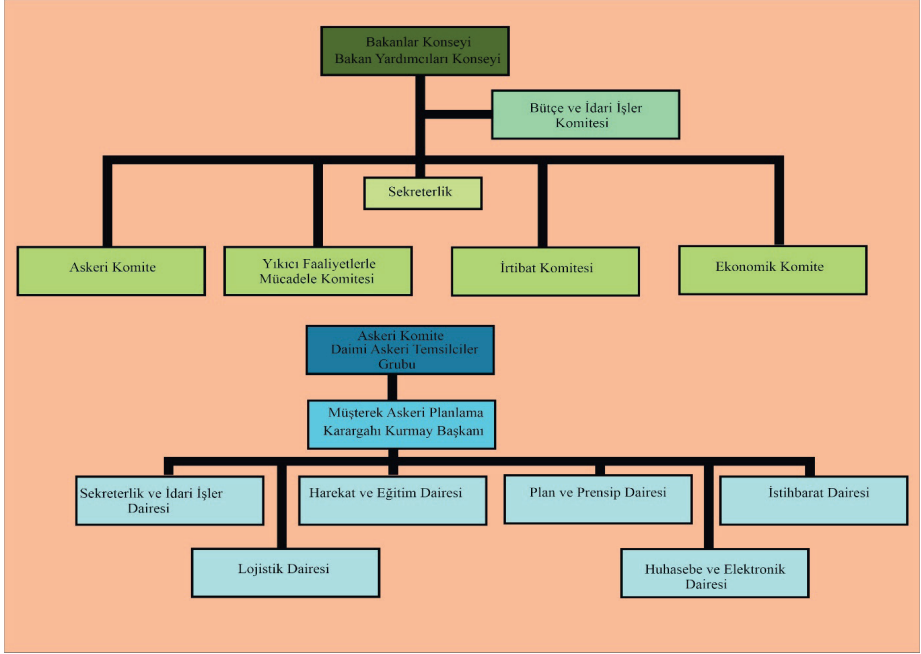 Bakanlar Konseyi
Bakan Yardımcıları Konseyi
Bütçe ve İdari İşler
Komitesi
Sekreterlik
Askeri Komite
Yıkıcı Faaliyetlerle
Mücadele Komitesi
İrtibat Komitesi
Ekonomik Komite
Askeri Komite
Daimi Askeri Temsilciler
Grubu
Müşterek Askeri Planlama
Karargahı Kurmay Başkanı
Sekreterlik ve İdari İşler
Dairesi
Harekat ve Eğitim Dairesi
Plan ve Prensip Dairesi
İstihbarat Dairesi
Lojistik Dairesi
Huhasebe ve Elektronik
Dairesi